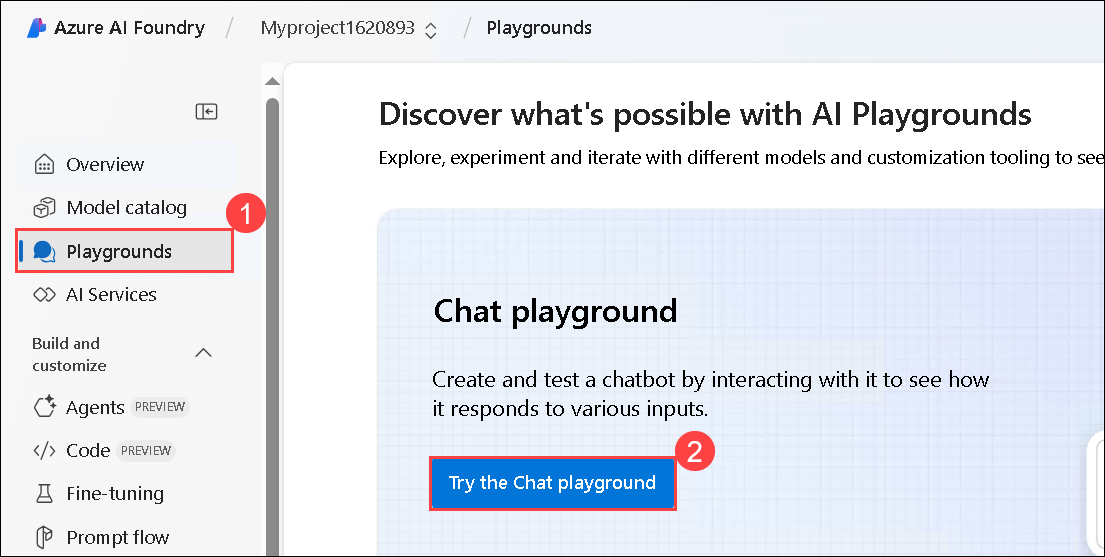 Azure AI Foundry / Myproject1620893 / Playgrounds
Overview
Model catalog
1
Playgrounds
AI Services
Build and
customize
Agents PREVIEW
Code PREVIEW
Fine-tuning
Prompt flow
Discover what's possible with AI Playgrounds
Explore, experiment and iterate with different models and customization tooling to see
Chat playground
Create and test a chatbot by interacting with it to see how
it responds to various inputs.
2
Try the Chat playground